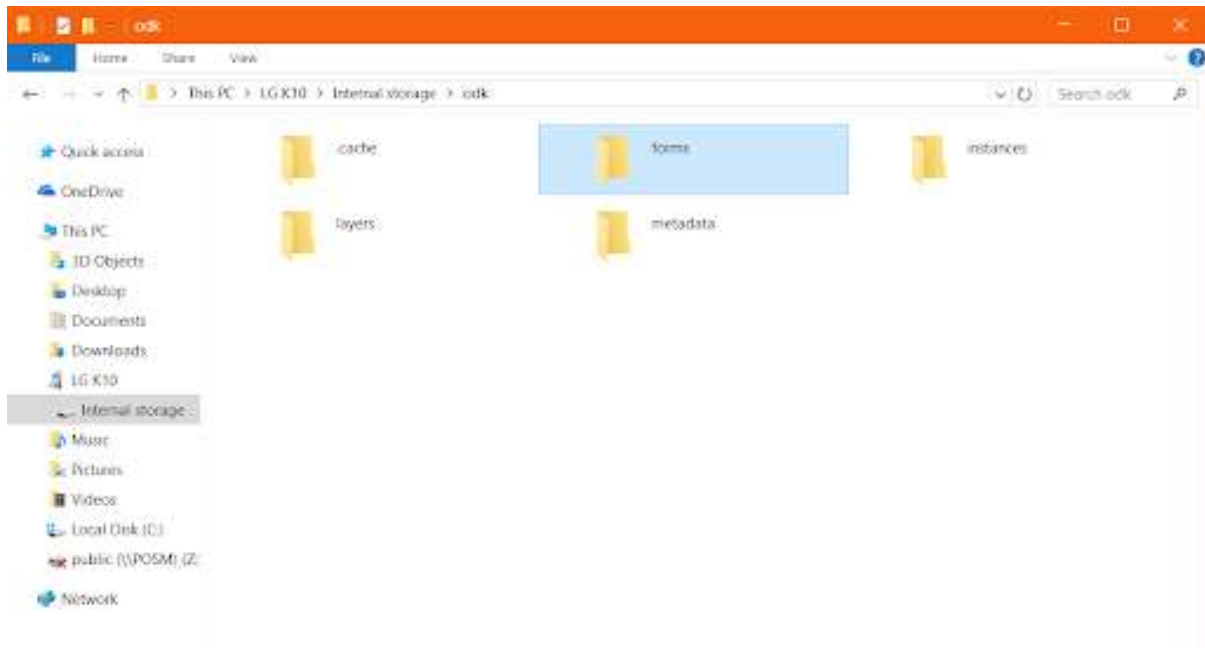 odk
File Home Share View
> This PC > LG K10 > Internal storage > odk
Search odk
.cache
forms
instances
layers
metadata
Quick access
OneDrive
This PC
3D Objects
Desktop
Documents
Downloads
LG K10
Internal storage
Music
Pictures
Videos
Local Disk (C:)
public (\\POSM) (Z:
Network